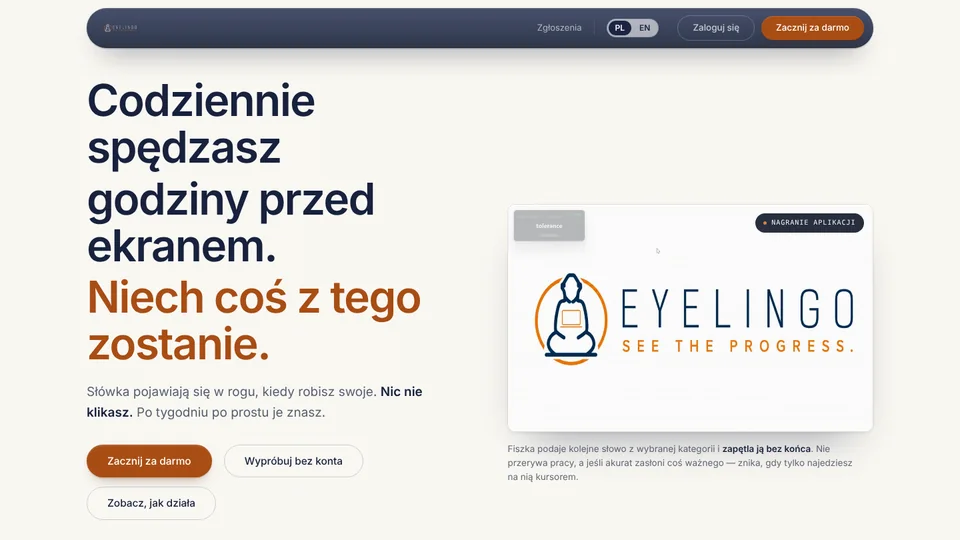 EYELINGO
Zgłoszenia
PL EN
Zaloguj się
Zacznij za darmo
Codziennie
spędzasz
godziny przed
ekranem.
Niech coś z tego
zostanie.
Słówka pojawiają się w rogu, kiedy robisz swoje. Nic nie
klikasz. Po tygodniu po prostu je znasz.
Zacznij za darmo
Wypróbuj bez konta
Zobacz, jak działa
tolerance
NAGRANIE APLIKACJI
EYELINGO
SEE THE PROGRESS.
Fiszka podaje kolejne słowo z wybranej kategorii i zapętla ją bez końca. Nie
przerywa pracy, a jeśli akurat zasłoni coś ważnego — znika, gdy tylko najedziesz
na nią kursorem.